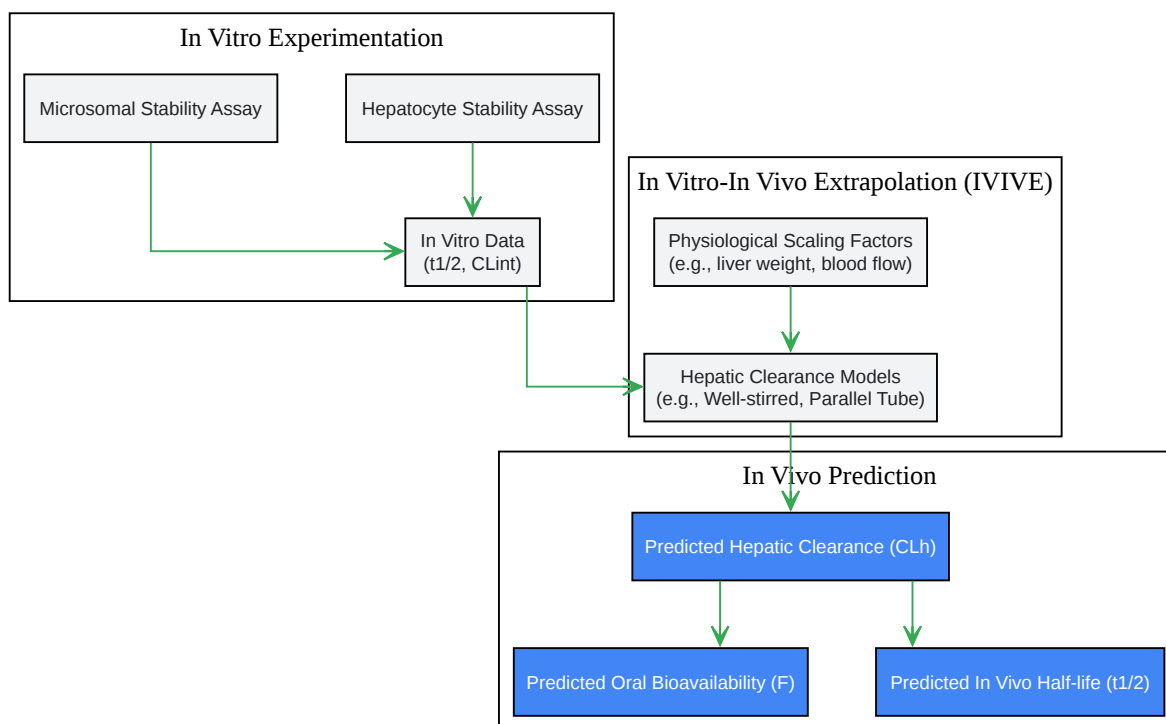 In Vitro Experimentation
Microsomal Stability Assay
Hepatocyte Stability Assay
In Vitro Data
(t1/2, CLint)
In Vitro-In Vivo Extrapolation (IVIVE)
Physiological Scaling Factors
(e.g., liver weight, blood flow)
Hepatic Clearance Models
(e.g., Well-stirred, Parallel Tube)
In Vivo Prediction
Predicted Hepatic Clearance (CLh)
Predicted Oral Bioavailability (F)
Predicted In Vivo Half-life (t1/2)